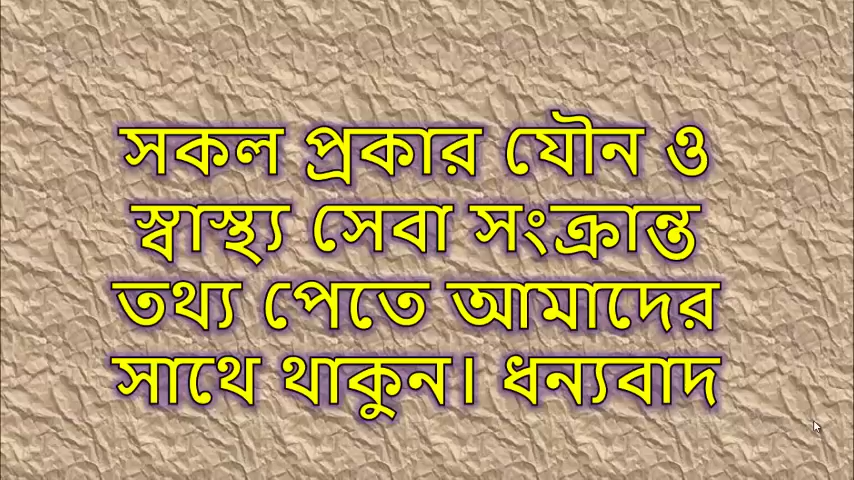 সকল প্রকার যৌন ও
স্বাস্থ্য সেবা সংক্রান্ত
তথ্য পেতে আমাদের
সাথে থাকুন। ধন্যবাদ